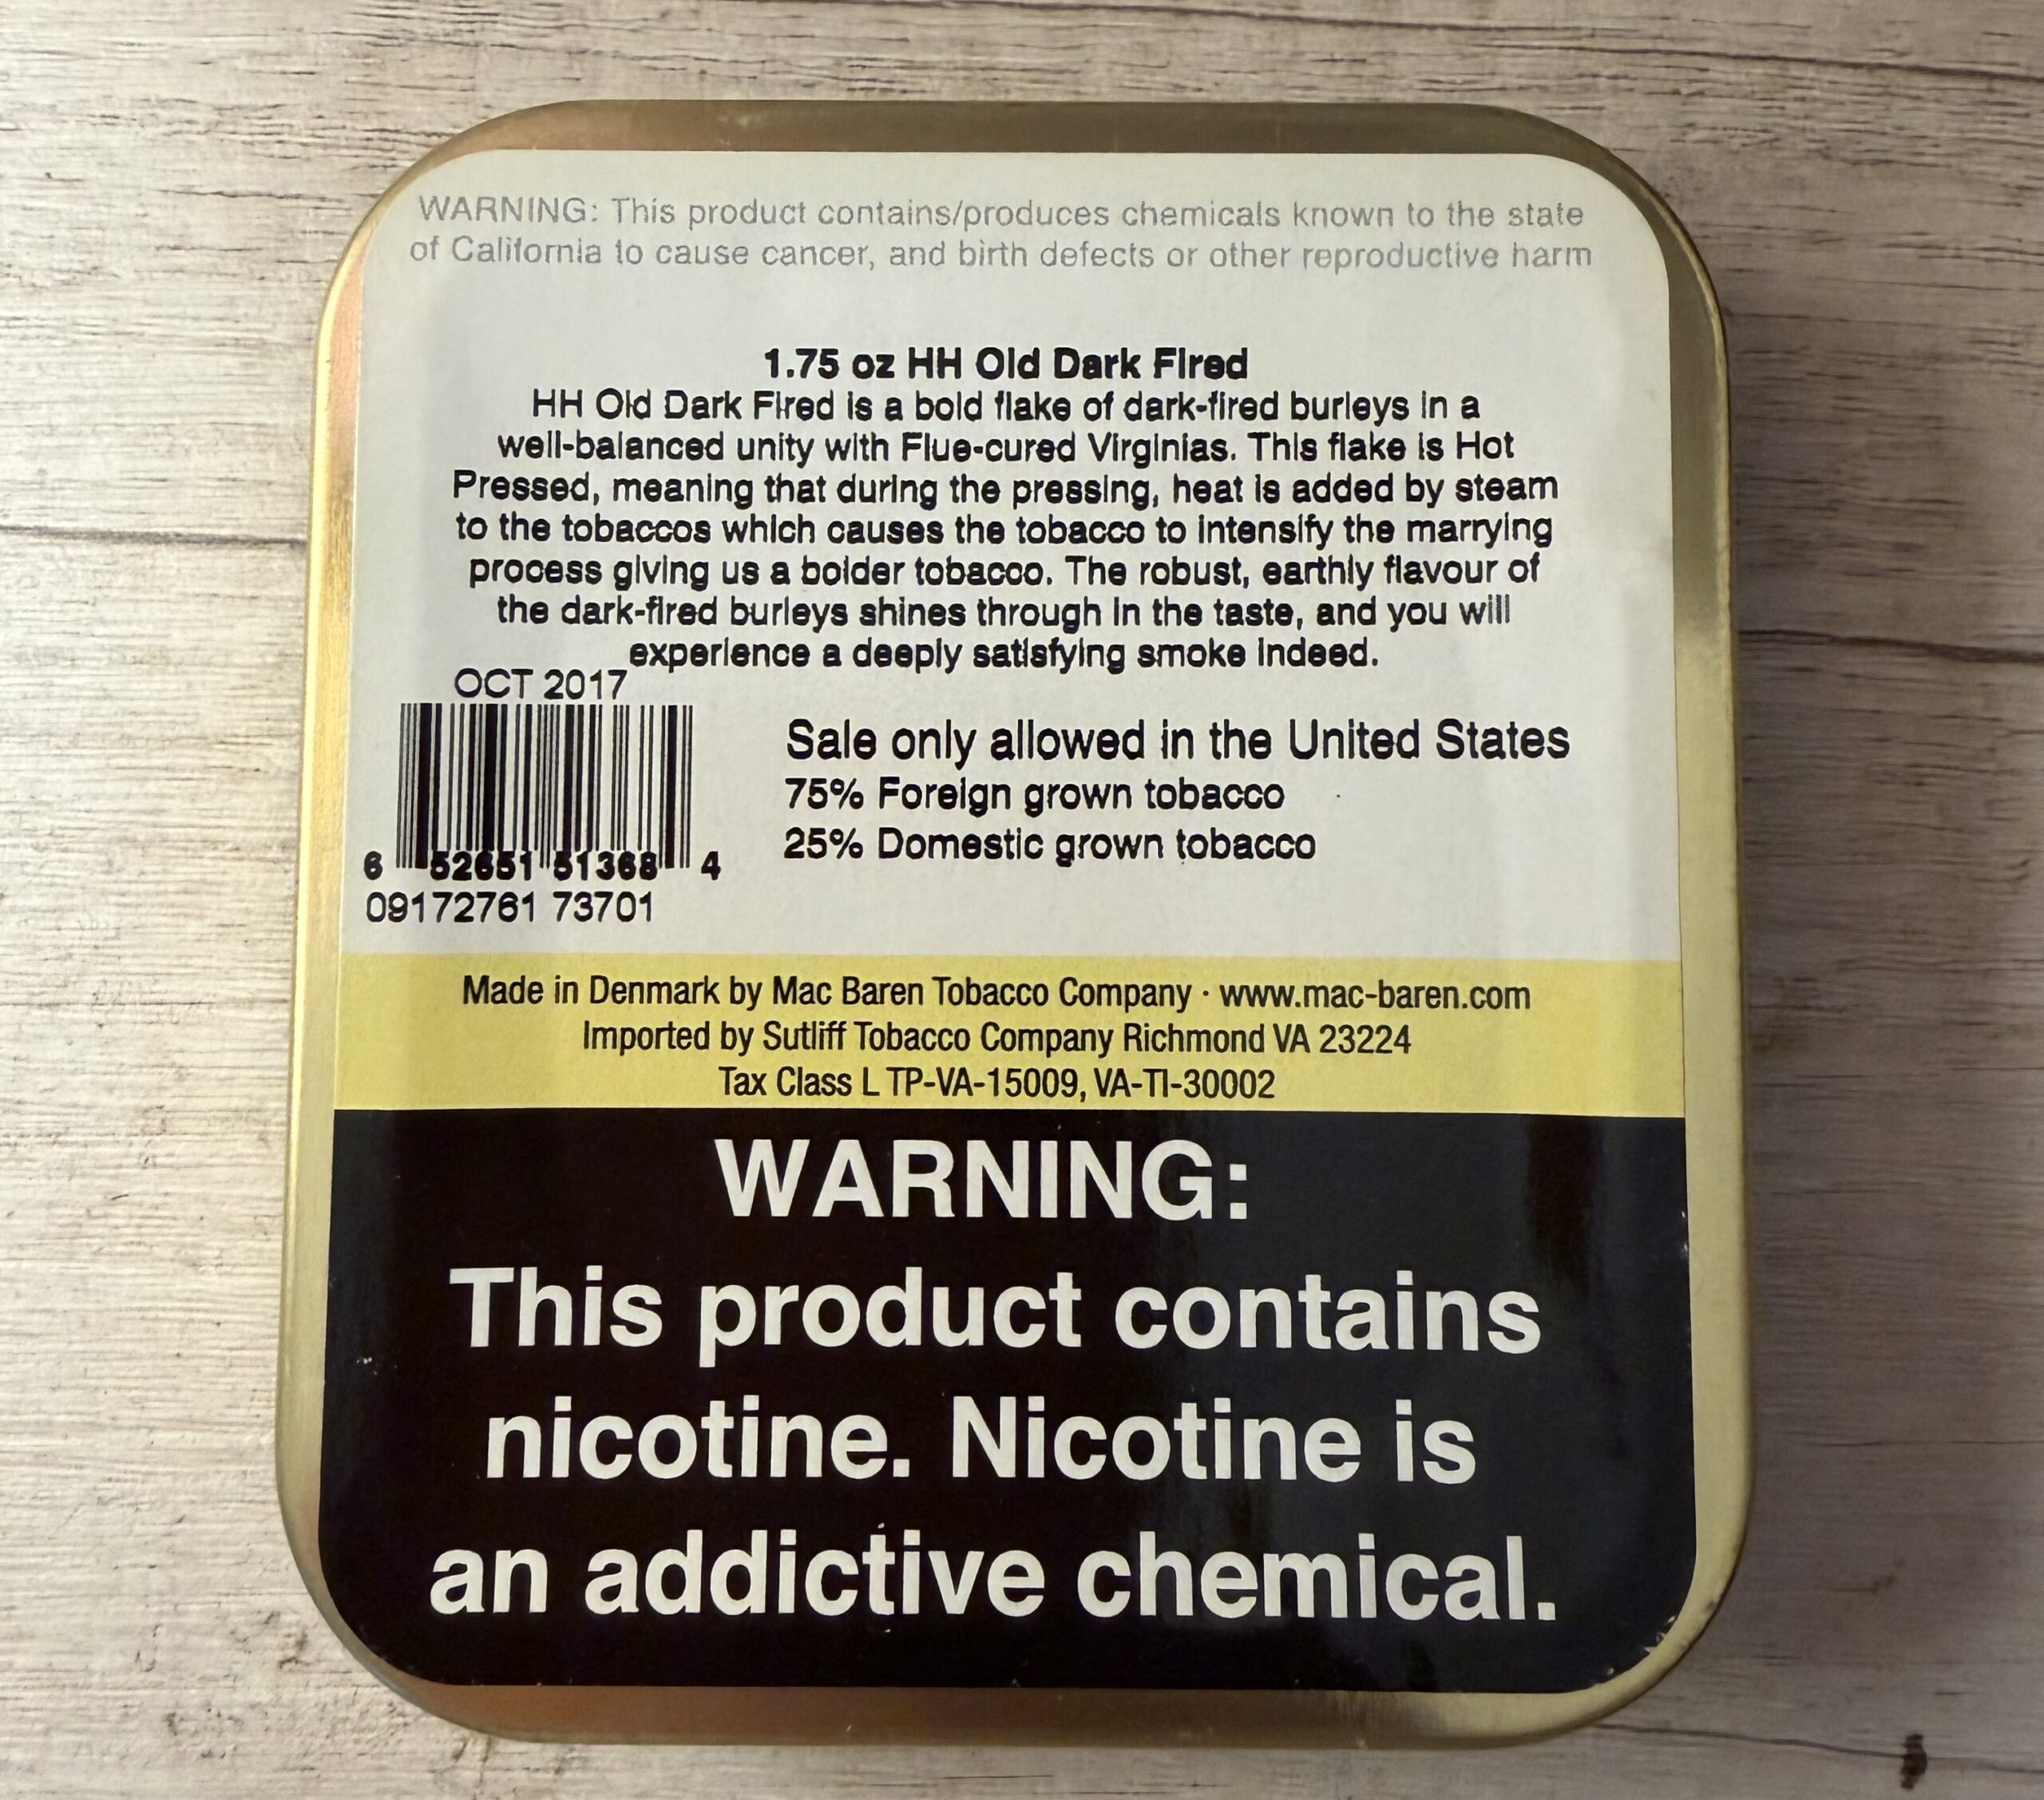 WARNING: This product contains/produces chemicals known to the state
of California to cause cancer, and birth defects or other reproductive harm
1.75 oz HH Old Dark Fired
HH Old Dark Fired is a bold flake of dark-fired burleys in a
well-balanced unity with Flue-cured Virginias. This flake is Hot
Pressed, meaning that during the pressing, heat is added by steam
to the tobaccos which causes the tobacco to intensify the marrying
process giving us a bolder tobacco. The robust, earthly flavour of
the dark-fired burleys shines through in the taste, and you will
experience a deeply satisfying smoke indeed.
OCT 2017
6 52651 51368 4
09172761 73701
Sale only allowed in the United States
75% Foreign grown tobacco
25% Domestic grown tobacco
Made in Denmark by Mac Baren Tobacco Company · www.mac-baren.com
Imported by Sutliff Tobacco Company Richmond VA 23224
Tax Class L TP-VA-15009, VA-TI-30002
WARNING:
This product contains
nicotine. Nicotine is
an addictive chemical.